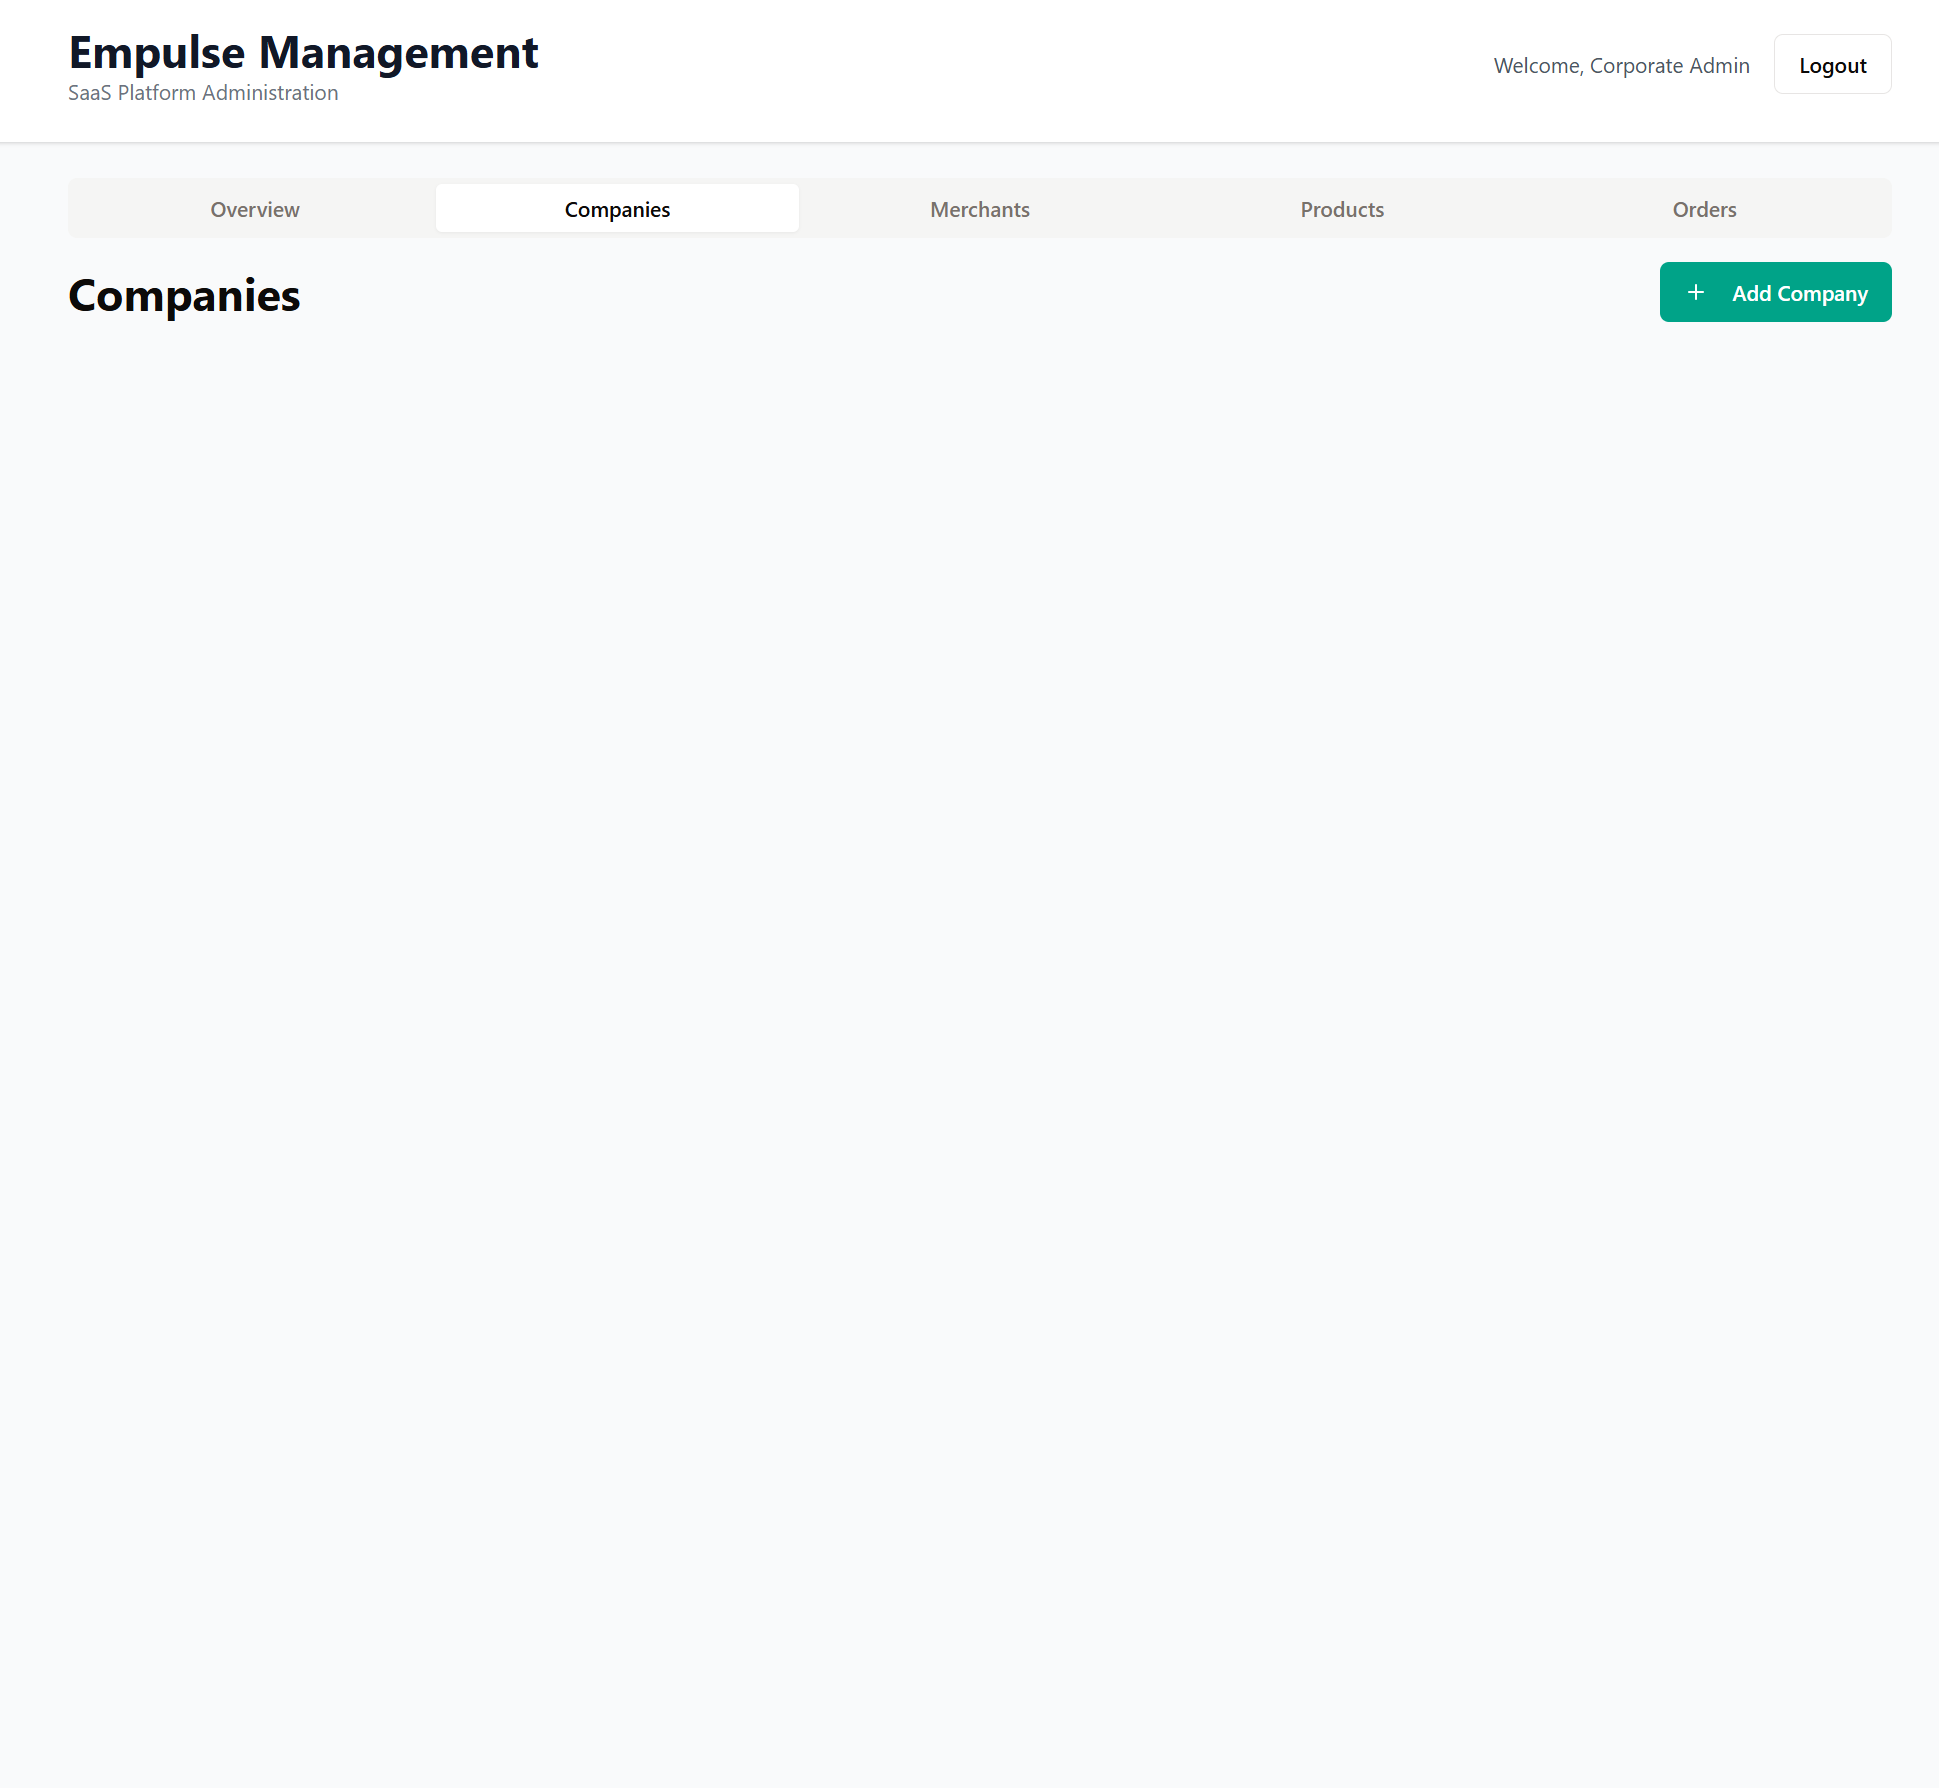 Empulse Management
SaaS Platform Administration
Welcome, Corporate Admin
Logout
Overview
Companies
Merchants
Products
Orders
Companies
Add Company